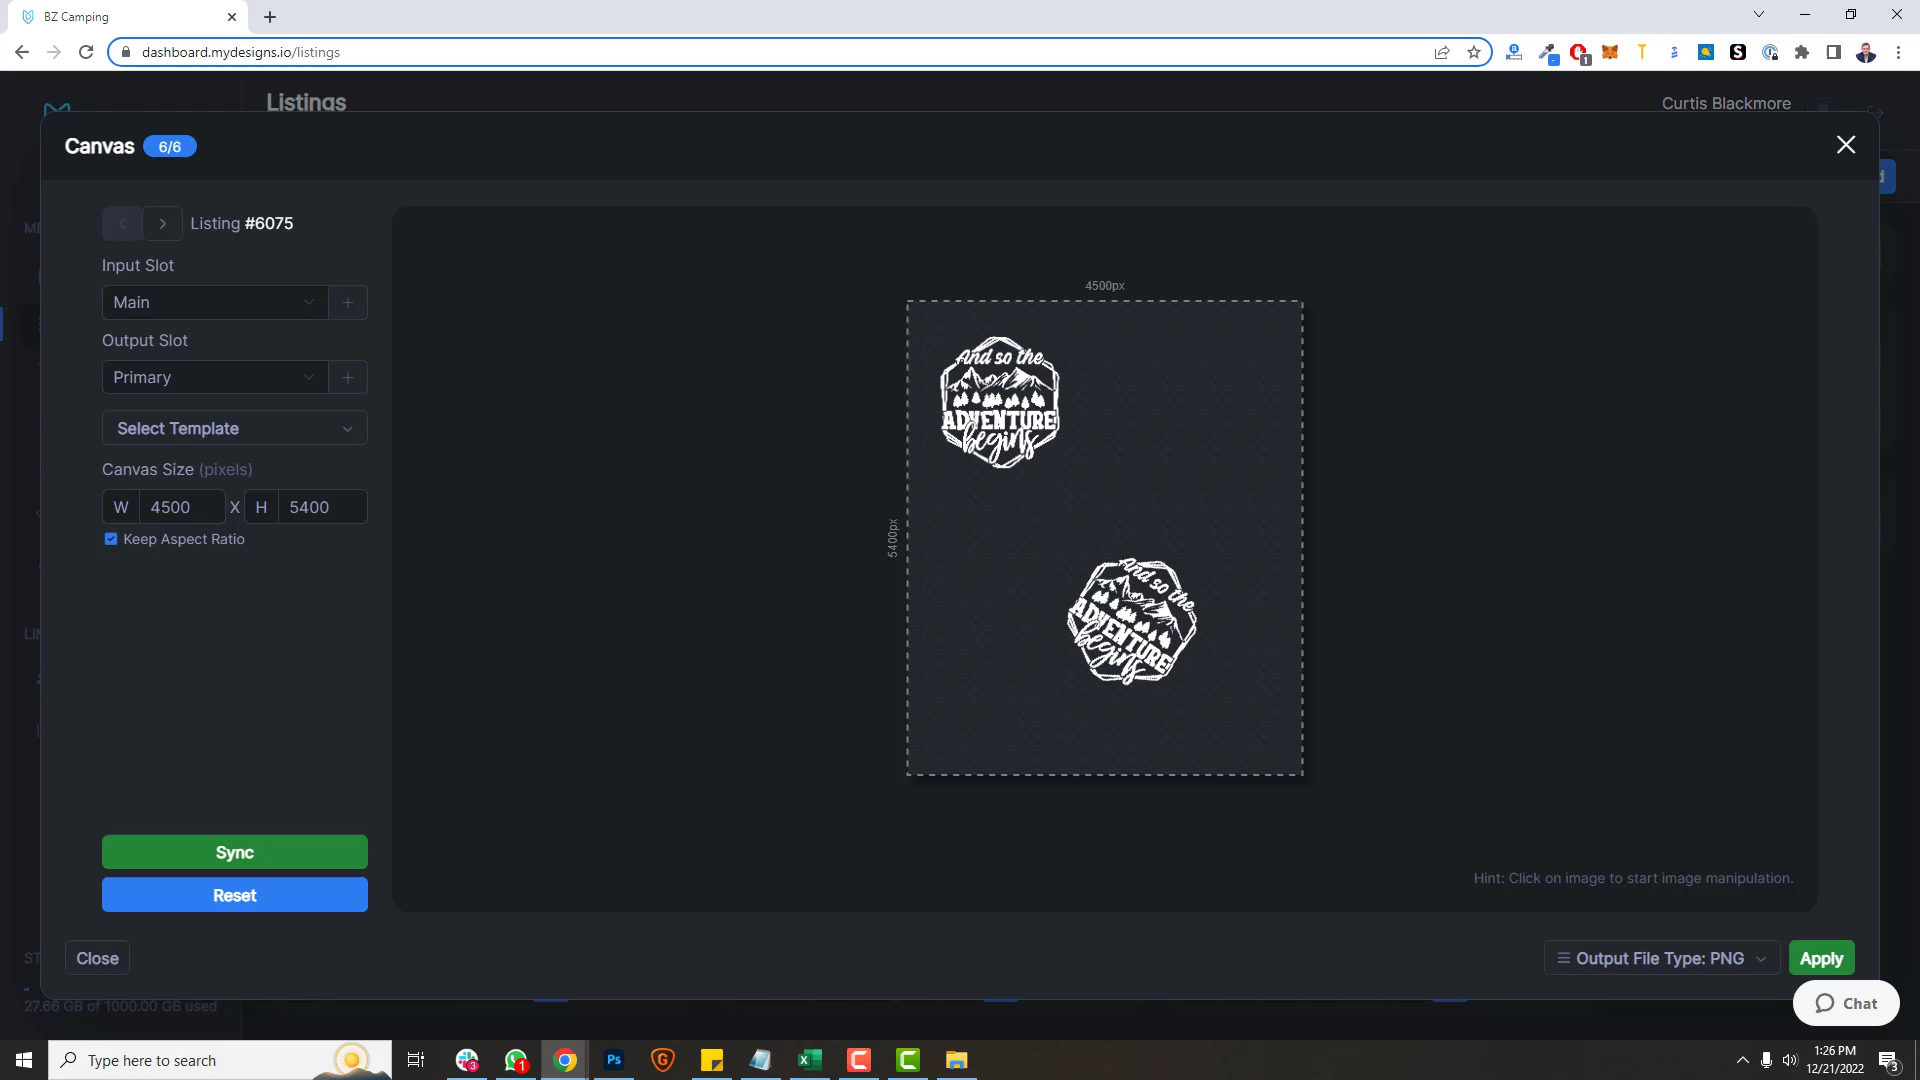 BZ Camping
dashboard.mydesigns.io/listings
Listings
Curtis Blackmore
Canvas 6/6
Listing #6075
Input Slot
Main
Output Slot
Primary
Select Template
Canvas Size (pixels)
W 4500 X H 5400
Keep Aspect Ratio
4500px
5400px
And so the
ADVENTURE
begins
And so the
ADVENTURE
begins
Sync
Reset
Hint: Click on image to start image manipulation.
Close
Output File Type: PNG
Apply
27.66 GB of 1000.00 GB used
Chat
Type here to search
1:26 PM
12/21/2022